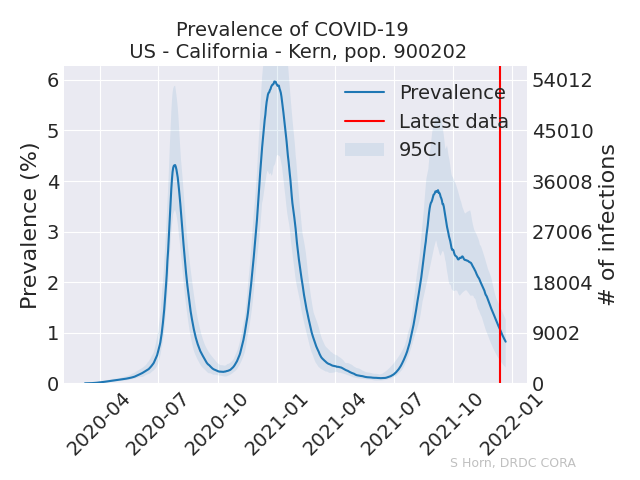 Prevalence of COVID-19
US - California - Kern, pop. 900202
Prevalence (%)
6
5
4
3
2
1
0
Prevalence
Latest data
95CI
54012
45010
36008
27006
18004
9002
0
# of infections
2020-04
2020-07
2020-10
2021-01
2021-04
2021-07
2021-10
2022-01
S Horn, DRDC CORA